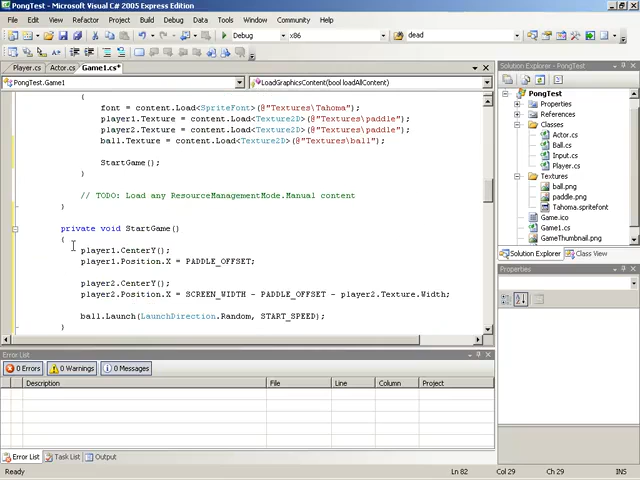 PongTest - Microsoft Visual C# 2005 Express Edition
File Edit View Refactor Project Build Debug Data Tools Window Community Help
Debug x86 dead
Player.cs Actor.cs Game1.cs*
PongTest.Game1 LoadGraphicsContent(bool loadAllContent)
{
font = content.Load<SpriteFont>(@"Textures\Tahoma");
player1.Texture = content.Load<Texture2D>(@"Textures\paddle");
player2.Texture = content.Load<Texture2D>(@"Textures\paddle");
ball.Texture = content.Load<Texture2D>(@"Textures\ball");
StartGame();
}
// TODO: Load any ResourceManagementMode.Manual content
}
private void StartGame()
{
player1.CenterY();
player1.Position.X = PADDLE_OFFSET;
player2.CenterY();
player2.Position.X = SCREEN_WIDTH - PADDLE_OFFSET - player2.Texture.Width;
ball.Launch(LaunchDirection.Random, START_SPEED);
}
Solution Explorer - PongTest
PongTest
Properties
References
Classes
Actor.cs
Ball.cs
Input.cs
Player.cs
Textures
ball.png
paddle.png
Tahoma.spritefont
Game.ico
Game1.cs
GameThumbnail.png
Solution Explorer Class View
Properties
Error List
0 Errors 0 Warnings 0 Messages
Description File Line Column Project
Error List Task List Output
Ready Ln 82 Col 29 Ch 29 INS